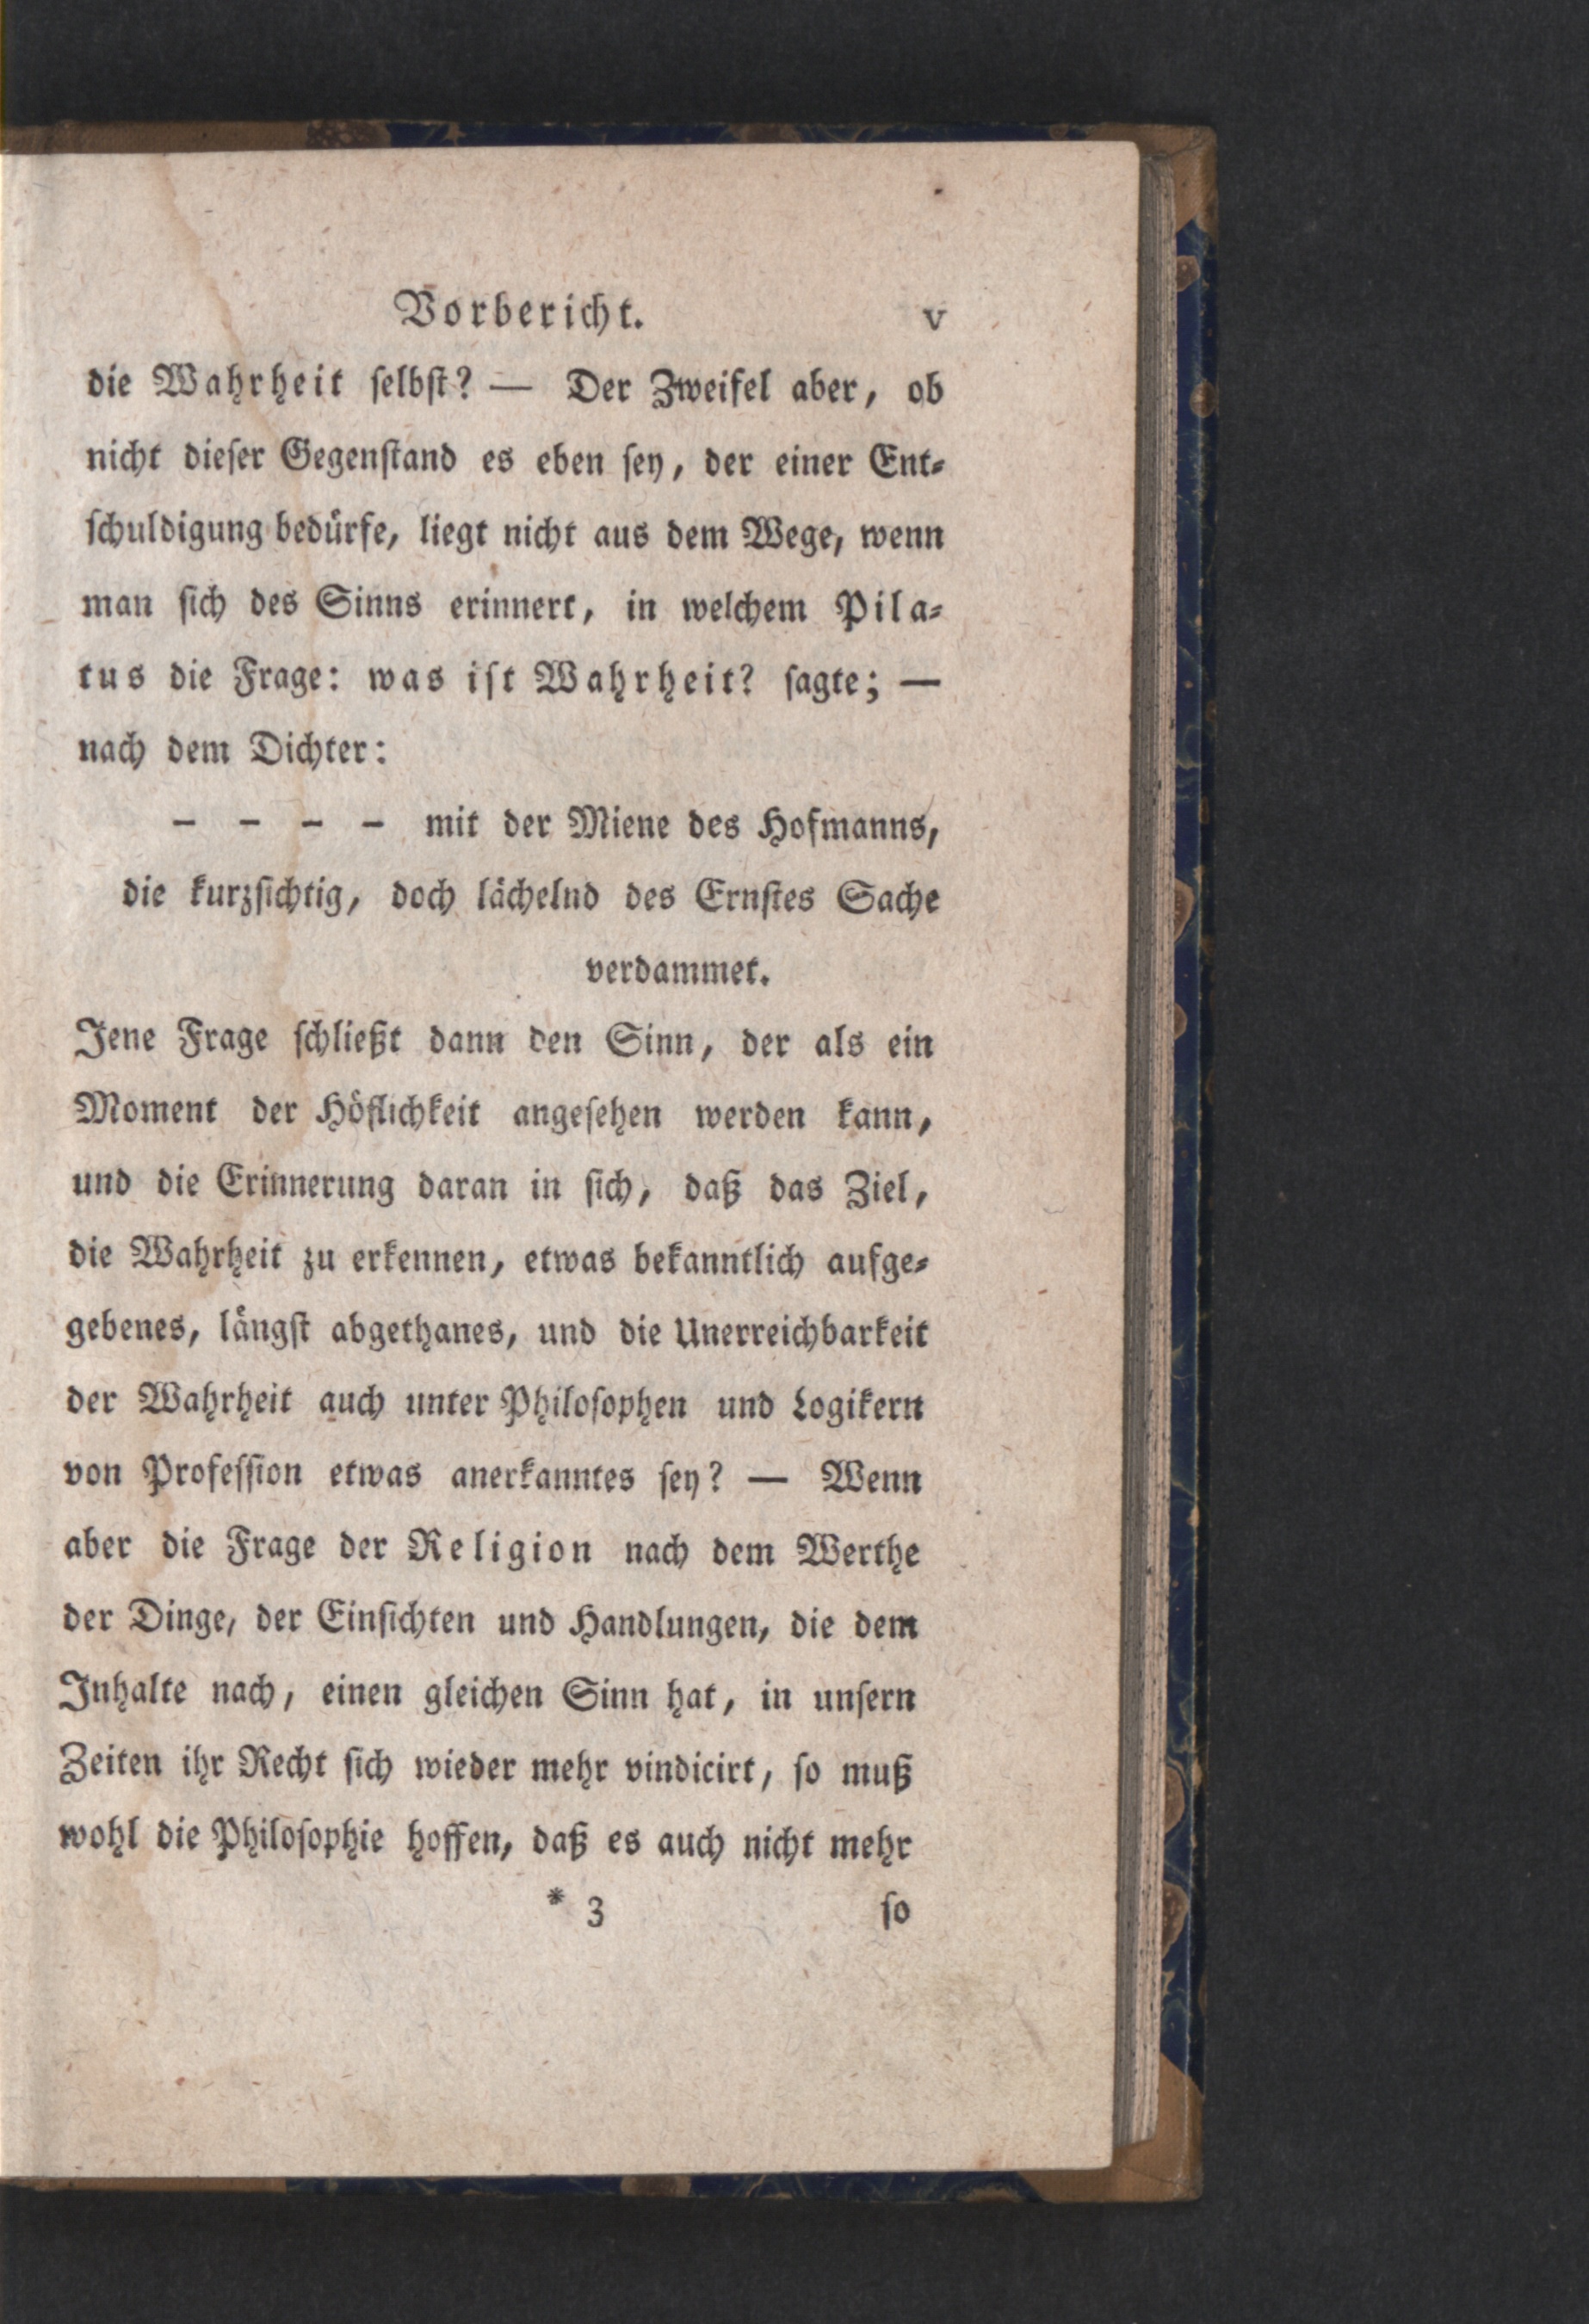 Vorbericht. v
die Wahrheit ſelbſt? — Der Zweifel aber, ob
nicht dieſer Gegenſtand es eben ſey, der einer Ent⸗
ſchuldigung bedürfe, liegt nicht aus dem Wege, wenn
man ſich des Sinns erinnert, in welchem Pila⸗
tus die Frage: was iſt Wahrheit? ſagte; —
nach dem Dichter:
– – – – mit der Miene des Hofmanns,
die kurzſichtig, doch lächelnd des Ernſtes Sache
verdammet.
Jene Frage ſchließt dann den Sinn, der als ein
Moment der Höflichkeit angeſehen werden kann,
und die Erinnerung daran in ſich, daß das Ziel,
die Wahrheit zu erkennen, etwas bekanntlich aufge⸗
gebenes, längſt abgethanes, und die Unerreichbarkeit
der Wahrheit auch unter Philoſophen und Logikern
von Profeſſion etwas anerkanntes ſey? — Wenn
aber die Frage der Religion nach dem Werthe
der Dinge, der Einſichten und Handlungen, die dem
Inhalte nach, einen gleichen Sinn hat, in unſern
Zeiten ihr Recht ſich wieder mehr vindicirt, ſo muß
wohl die Philoſophie hoffen, daß es auch nicht mehr
* 3 ſo